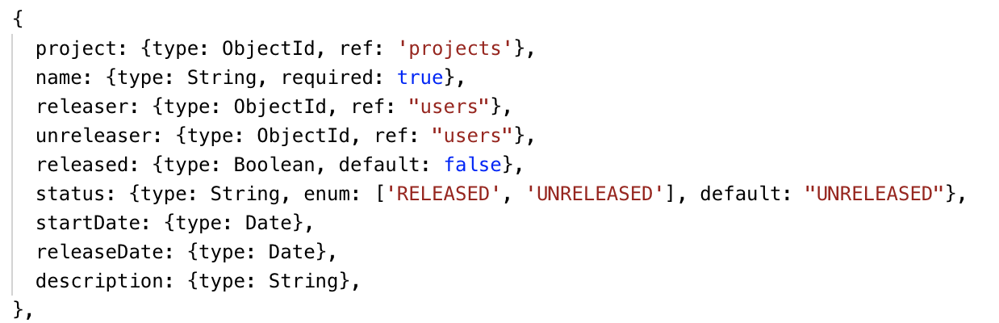 {
project: {type: ObjectId, ref: 'projects'},
name: {type: String, required: true},
releaser: {type: ObjectId, ref: "users"},
unreleaser: {type: ObjectId, ref: "users"},
released: {type: Boolean, default: false},
status: {type: String, enum: ['RELEASED', 'UNRELEASED'], default: "UNRELEASED"},
startDate: {type: Date},
releaseDate: {type: Date},
description: {type: String},
},